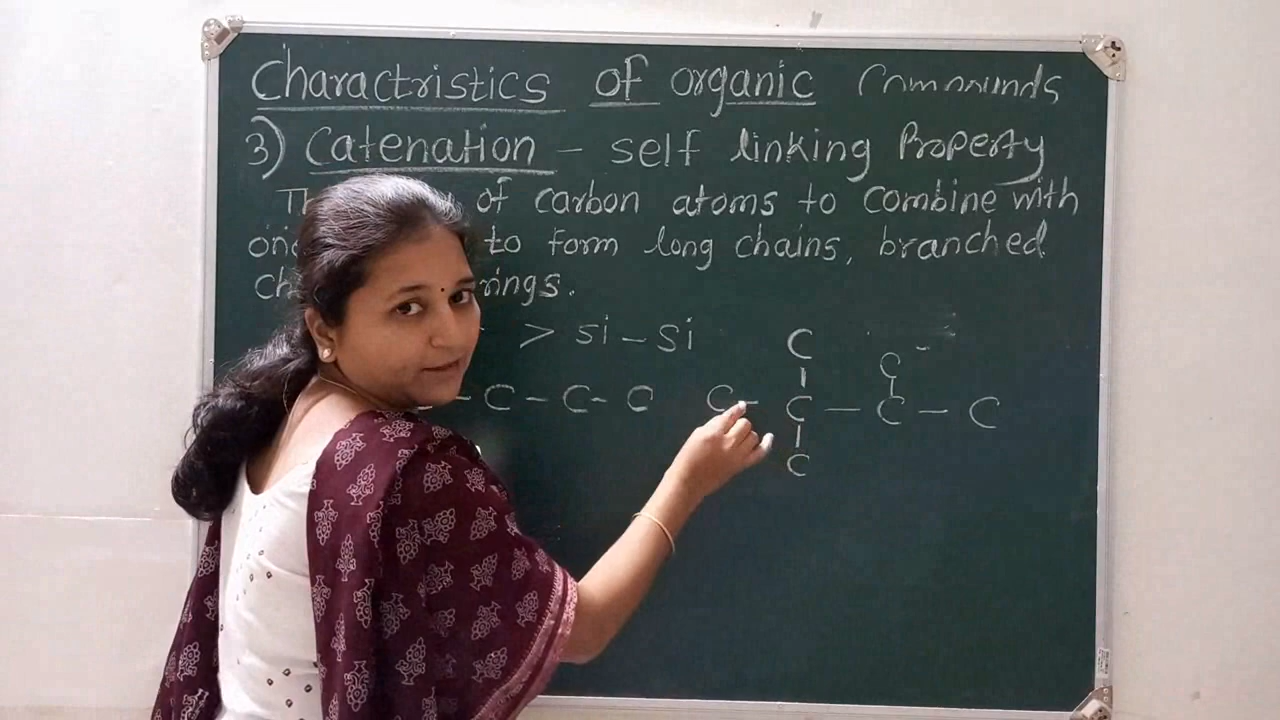 Charactristics of organic Compounds
3) Catenation - self linking Property
of carbon atoms to combine with
to form long chains, branched
rings.
> Si - Si C
C
- C - C - C C - C - C - C
C